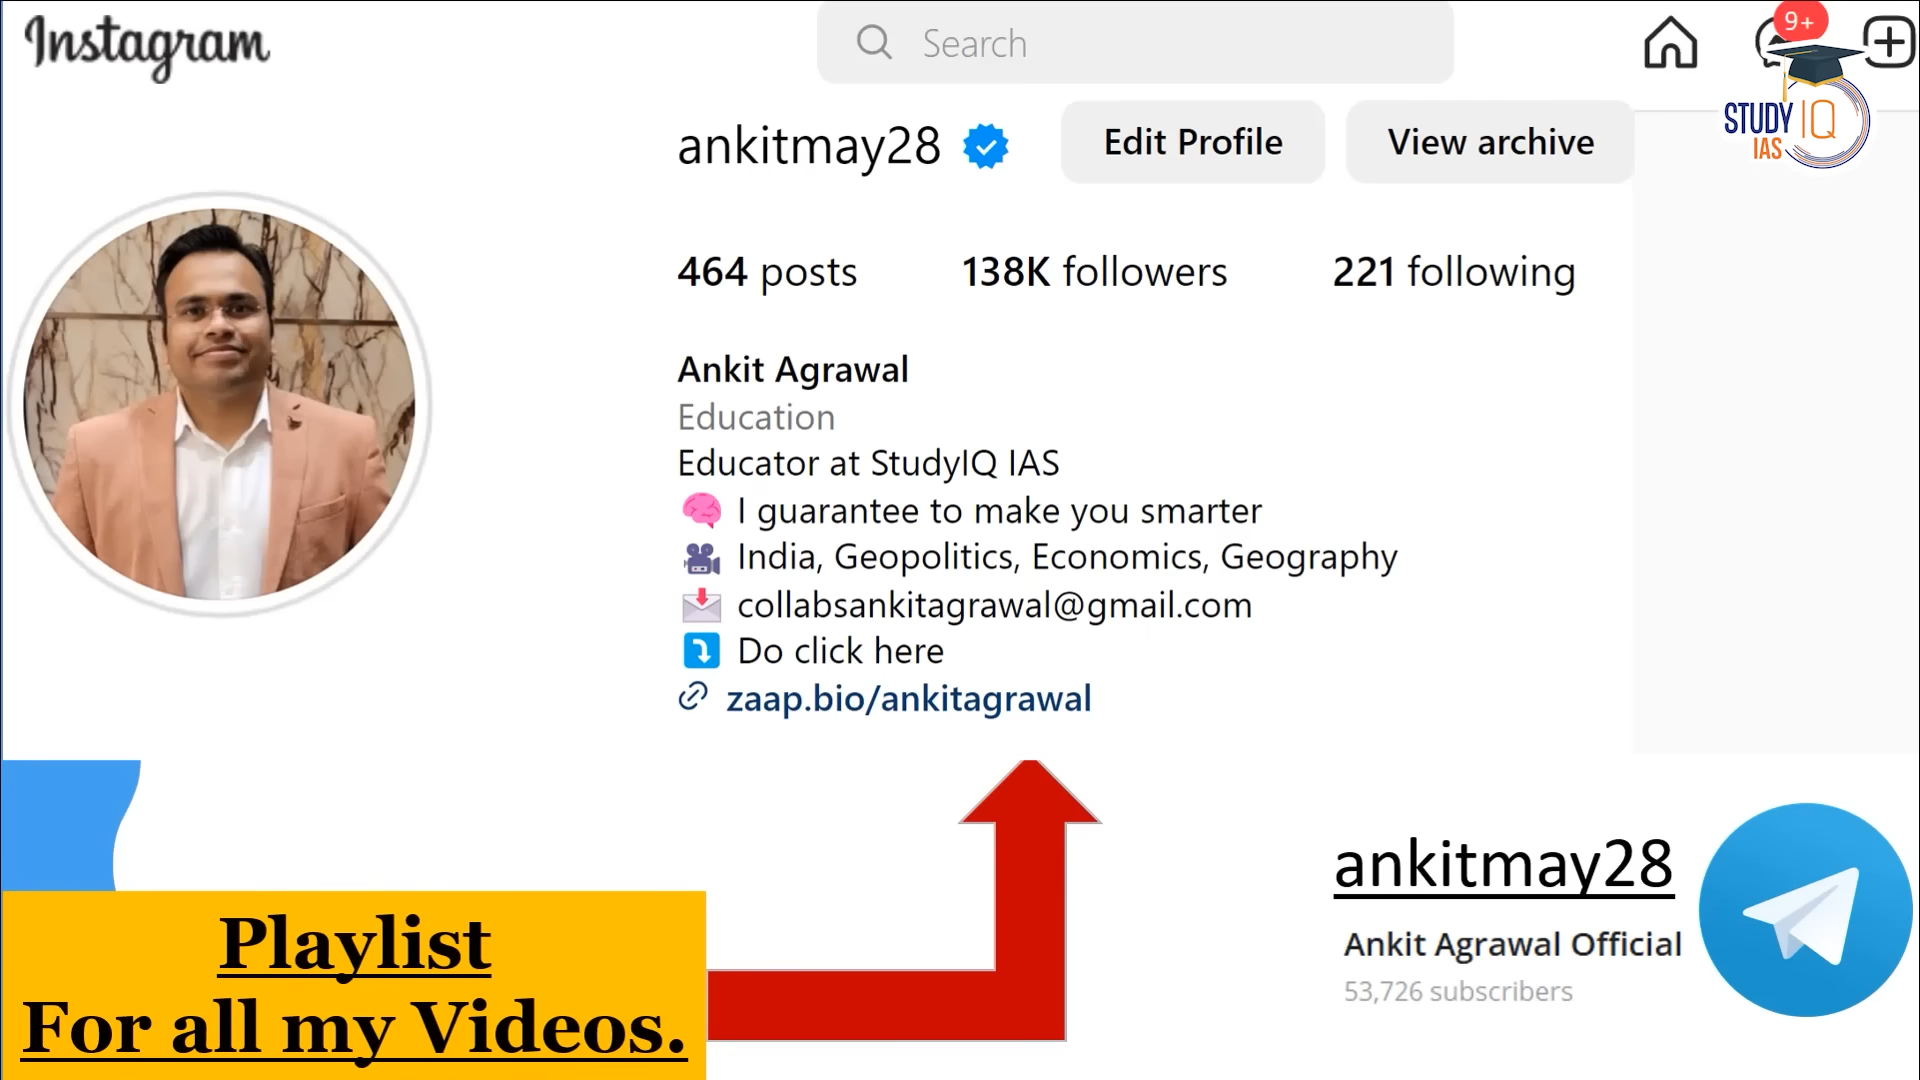 Instagram
Search
9+
STUDY IQ
IAS
ankitmay28
Edit Profile
View archive
464 posts
138K followers
221 following
Ankit Agrawal
Education
Educator at StudyIQ IAS
I guarantee to make you smarter
India, Geopolitics, Economics, Geography
collabsankitagrawal@gmail.com
Do click here
zaap.bio/ankitagrawal
Playlist
For all my Videos.
ankitmay28
Ankit Agrawal Official
53,726 subscribers